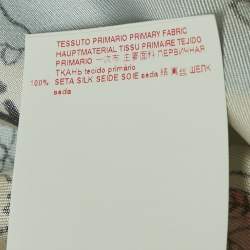 TESSUTO PRIMARIO PRIMARY FABRIC
HAUPTMATERIAL TISSU PRIMAIRE TEJIDO
PRIMARIO 一次布 主要面料 ПЕРВИЧНАЯ
ТКАНЬ tecido primário
100% SETA SILK SEIDE SOIE seda 絹 真丝 ШЕЛК
seda